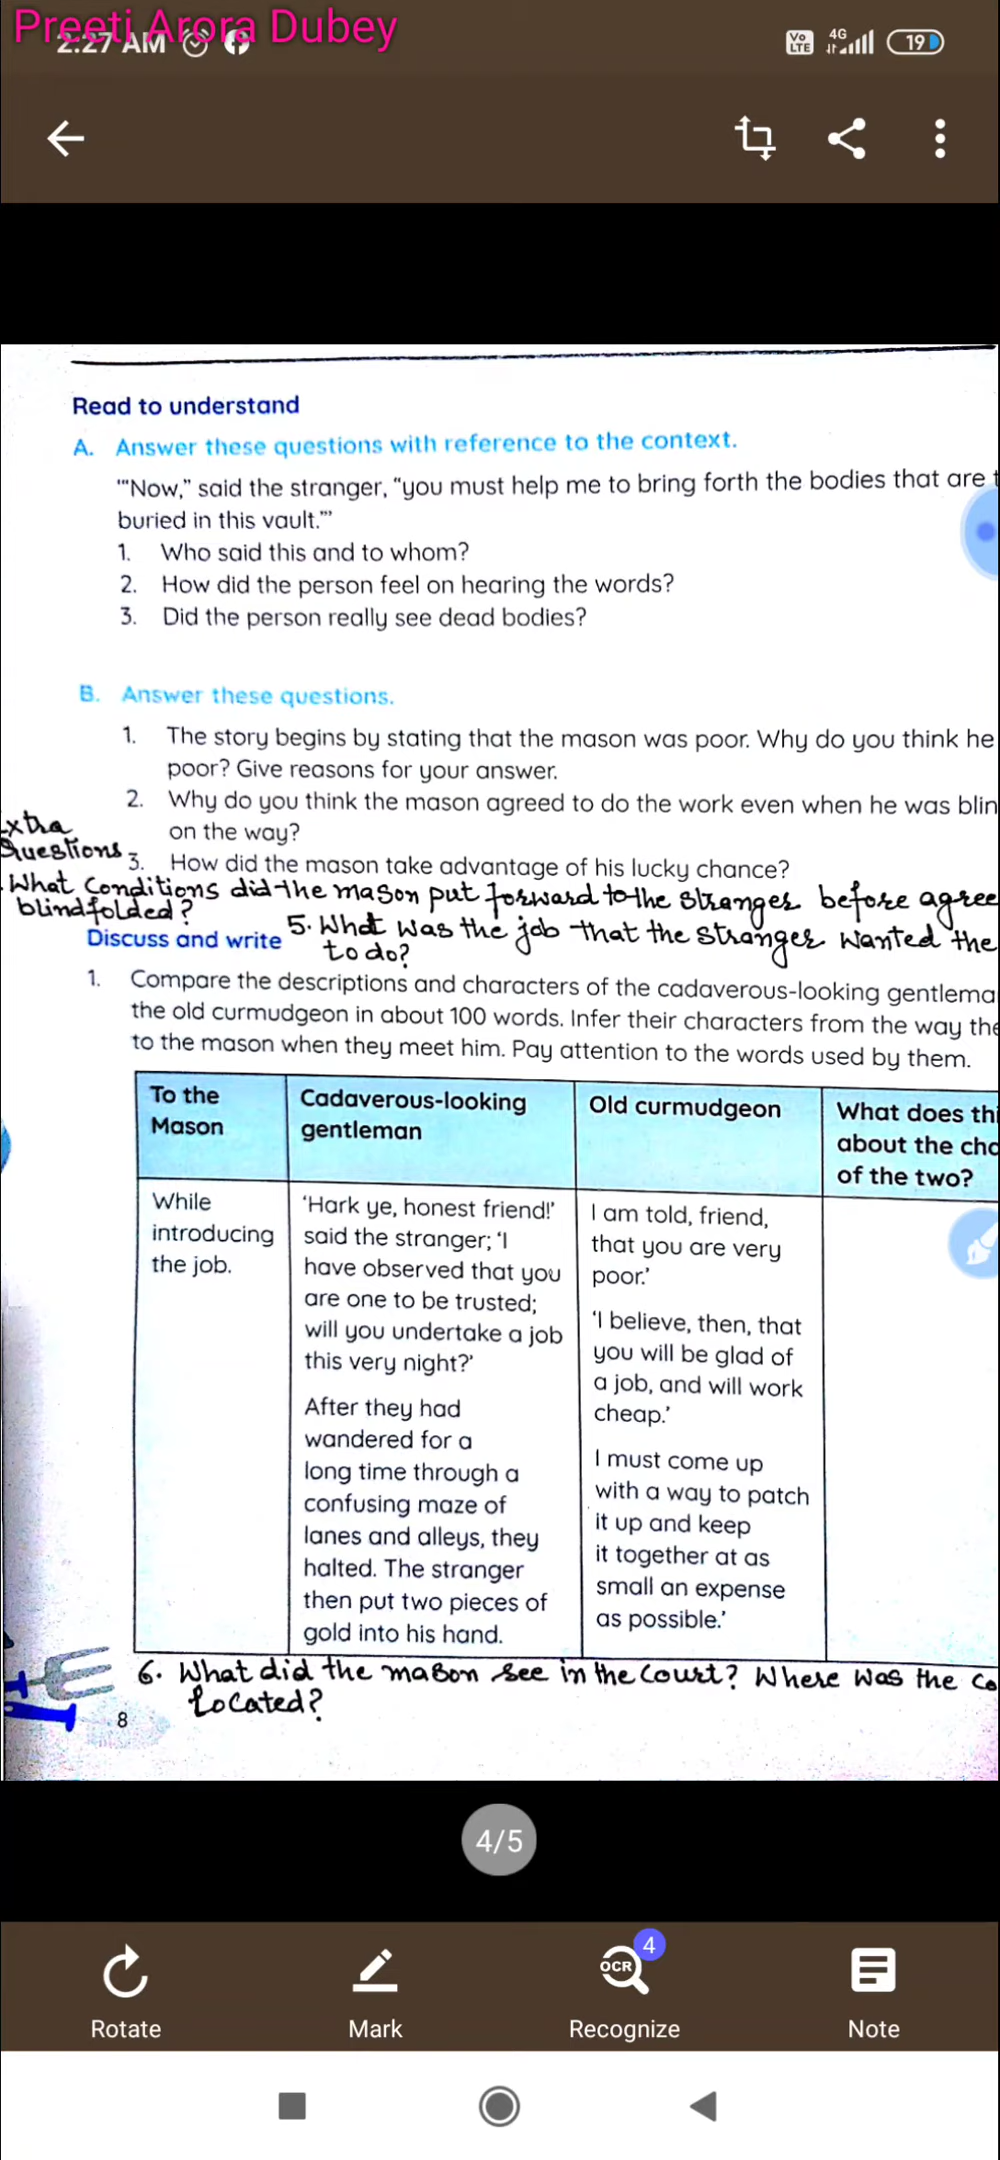 Preeti Arora Dubey
2:27 AM
Vo LTE 4G 19
Read to understand
A. Answer these questions with reference to the context.
"'Now," said the stranger, "you must help me to bring forth the bodies that are
buried in this vault."'
1. Who said this and to whom?
2. How did the person feel on hearing the words?
3. Did the person really see dead bodies?
B. Answer these questions.
1. The story begins by stating that the mason was poor. Why do you think he
poor? Give reasons for your answer.
2. Why do you think the mason agreed to do the work even when he was blin
on the way?
xtra
Questions
3. How did the mason take advantage of his lucky chance?
What Conditions did the mason put forward to the stranger before agree
blindfolded?
5. What was the job that the stranger wanted the
to do?
Discuss and write
1. Compare the descriptions and characters of the cadaverous-looking gentlema
the old curmudgeon in about 100 words. Infer their characters from the way the
to the mason when they meet him. Pay attention to the words used by them.
To the
Mason
Cadaverous-looking
gentleman
Old curmudgeon
What does thi
about the cha
of the two?
While
introducing
the job.
'Hark ye, honest friend!'
said the stranger; 'I
have observed that you
are one to be trusted;
will you undertake a job
this very night?'
After they had
wandered for a
long time through a
confusing maze of
lanes and alleys, they
halted. The stranger
then put two pieces of
gold into his hand.
I am told, friend,
that you are very
poor.'
'I believe, then, that
you will be glad of
a job, and will work
cheap.'
I must come up
with a way to patch
it up and keep
it together at as
small an expense
as possible.'
6. What did the mason see in the Court? Where was the Co
located?
8
4/5
Rotate
Mark
OCR 4
Recognize
Note